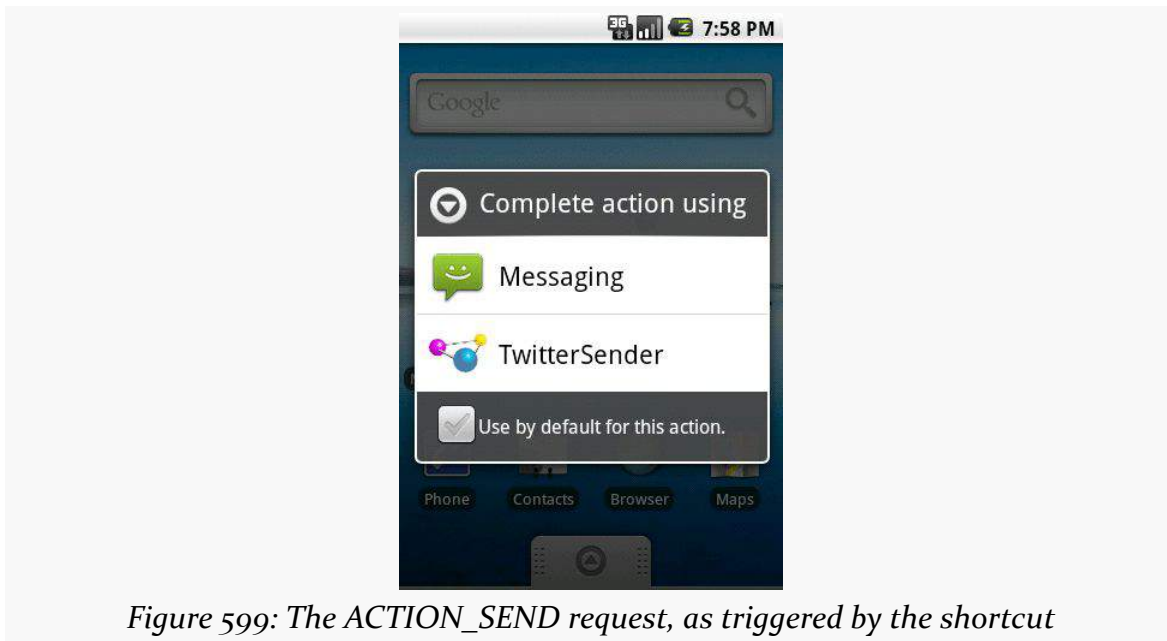 3G 7:58 PM
Google
Complete action using
Messaging
TwitterSender
Use by default for this action.
Phone Contacts Browser Maps
Figure 599: The ACTION_SEND request, as triggered by the shortcut